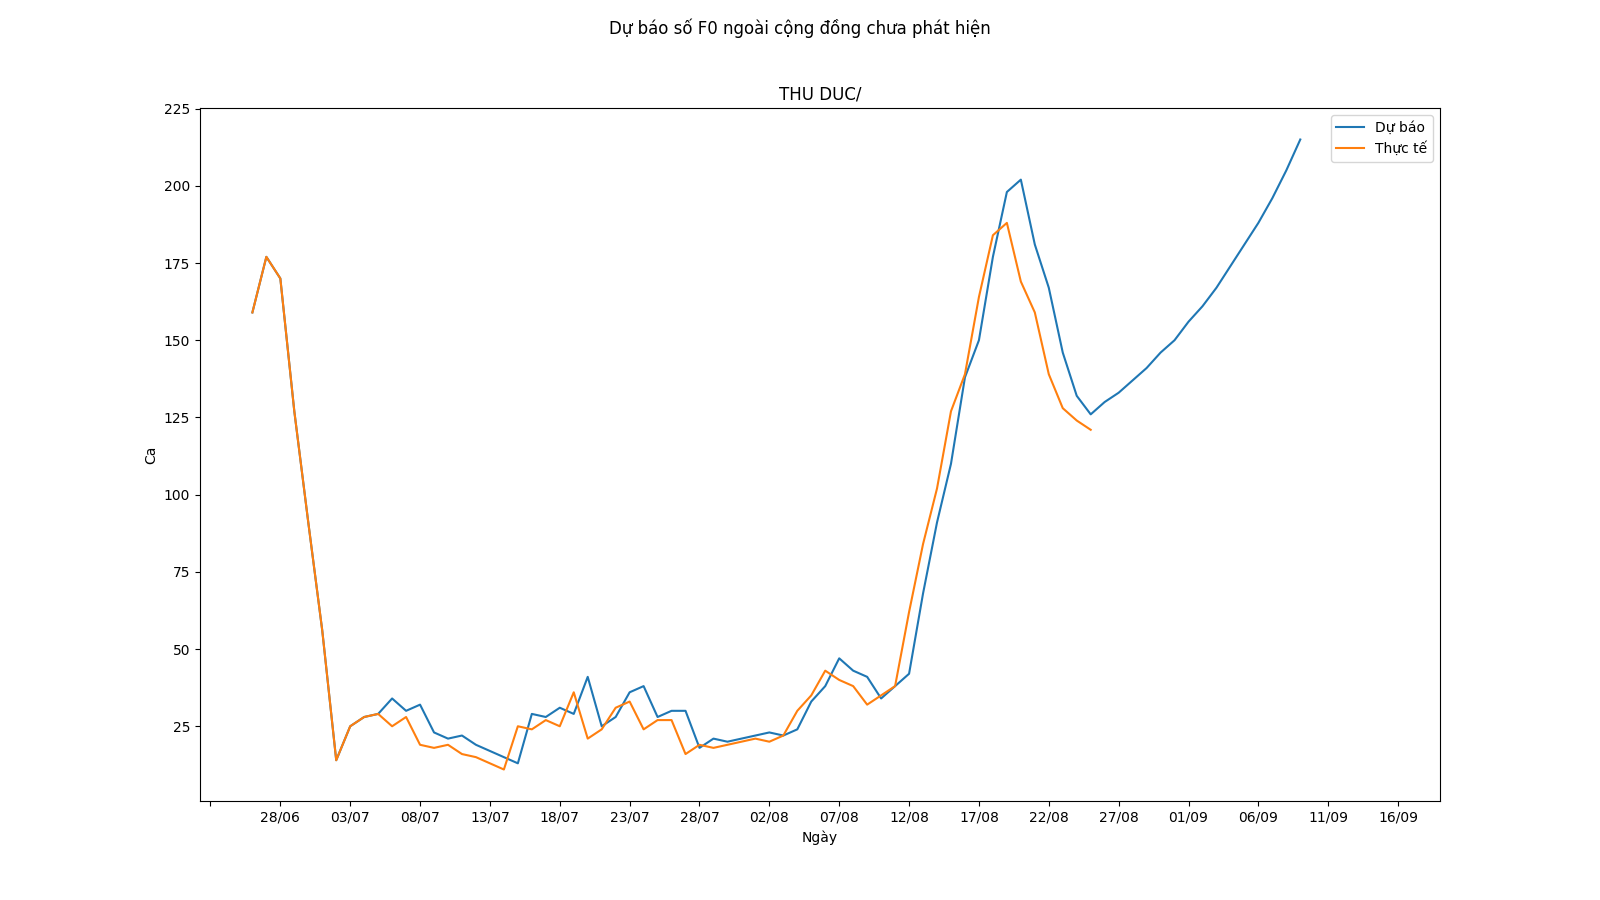 Dự báo số F0 ngoài cộng đồng chưa phát hiện
THU DUC/
Dự báo
Thực tế
225
200
175
150
125
100
75
50
25
Ca
28/06 03/07 08/07 13/07 18/07 23/07 28/07 02/08 07/08 12/08 17/08 22/08 27/08 01/09 06/09 11/09 16/09
Ngày